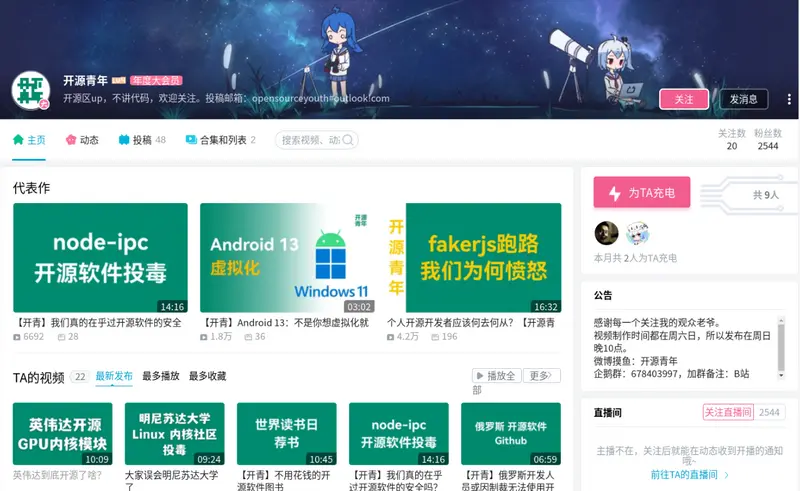 开源青年 LV5 年度大会员
开源区up，不讲代码，欢迎关注。投稿邮箱：opensourceyouth#outlook!com
关注
发消息
主页
动态
投稿 48
合集和列表 2
搜索视频、动态
关注数 粉丝数
20 2544
代表作
node-ipc
开源软件投毒
14:16
Android 13
虚拟化
开源
青年
Windows 11
03:02
开源青年
fakerjs跑路
我们为何愤怒
16:32
【开青】我们真的在乎过开源软件的安全
6692 28
【开青】Android 13：不是你想虚拟化就
1.8万 36
个人开源开发者应该何去何从？【开源青
4.2万 196
TA的视频 22 最新发布 最多播放 最多收藏
播放全部
更多
英伟达开源
GPU内核模块
10:09
明尼苏达大学
Linux 内核社区
投毒
09:24
世界读书日
荐书
10:45
node-ipc
开源软件投毒
14:16
俄罗斯 开源软件
Github
06:59
英伟达到底开源了啥？
大家误会明尼苏达大学
了
【开青】不用花钱的开
源软件图书
【开青】我们真的在乎
过开源软件的安全吗？
【开青】俄罗斯开发人
员或因制裁无法使用开
为TA充电
共 9人
本月共 2人为TA充电
公告
感谢每一个关注我的观众老爷。
视频制作时间都在周六日，所以发布在周日
晚10点。
微博摸鱼：开源青年
企鹅群：678403997，加群备注：B站
直播间
关注直播间 2544
主播不在，关注后就能在动态收到开播的通知
哦~
前往TA的直播间